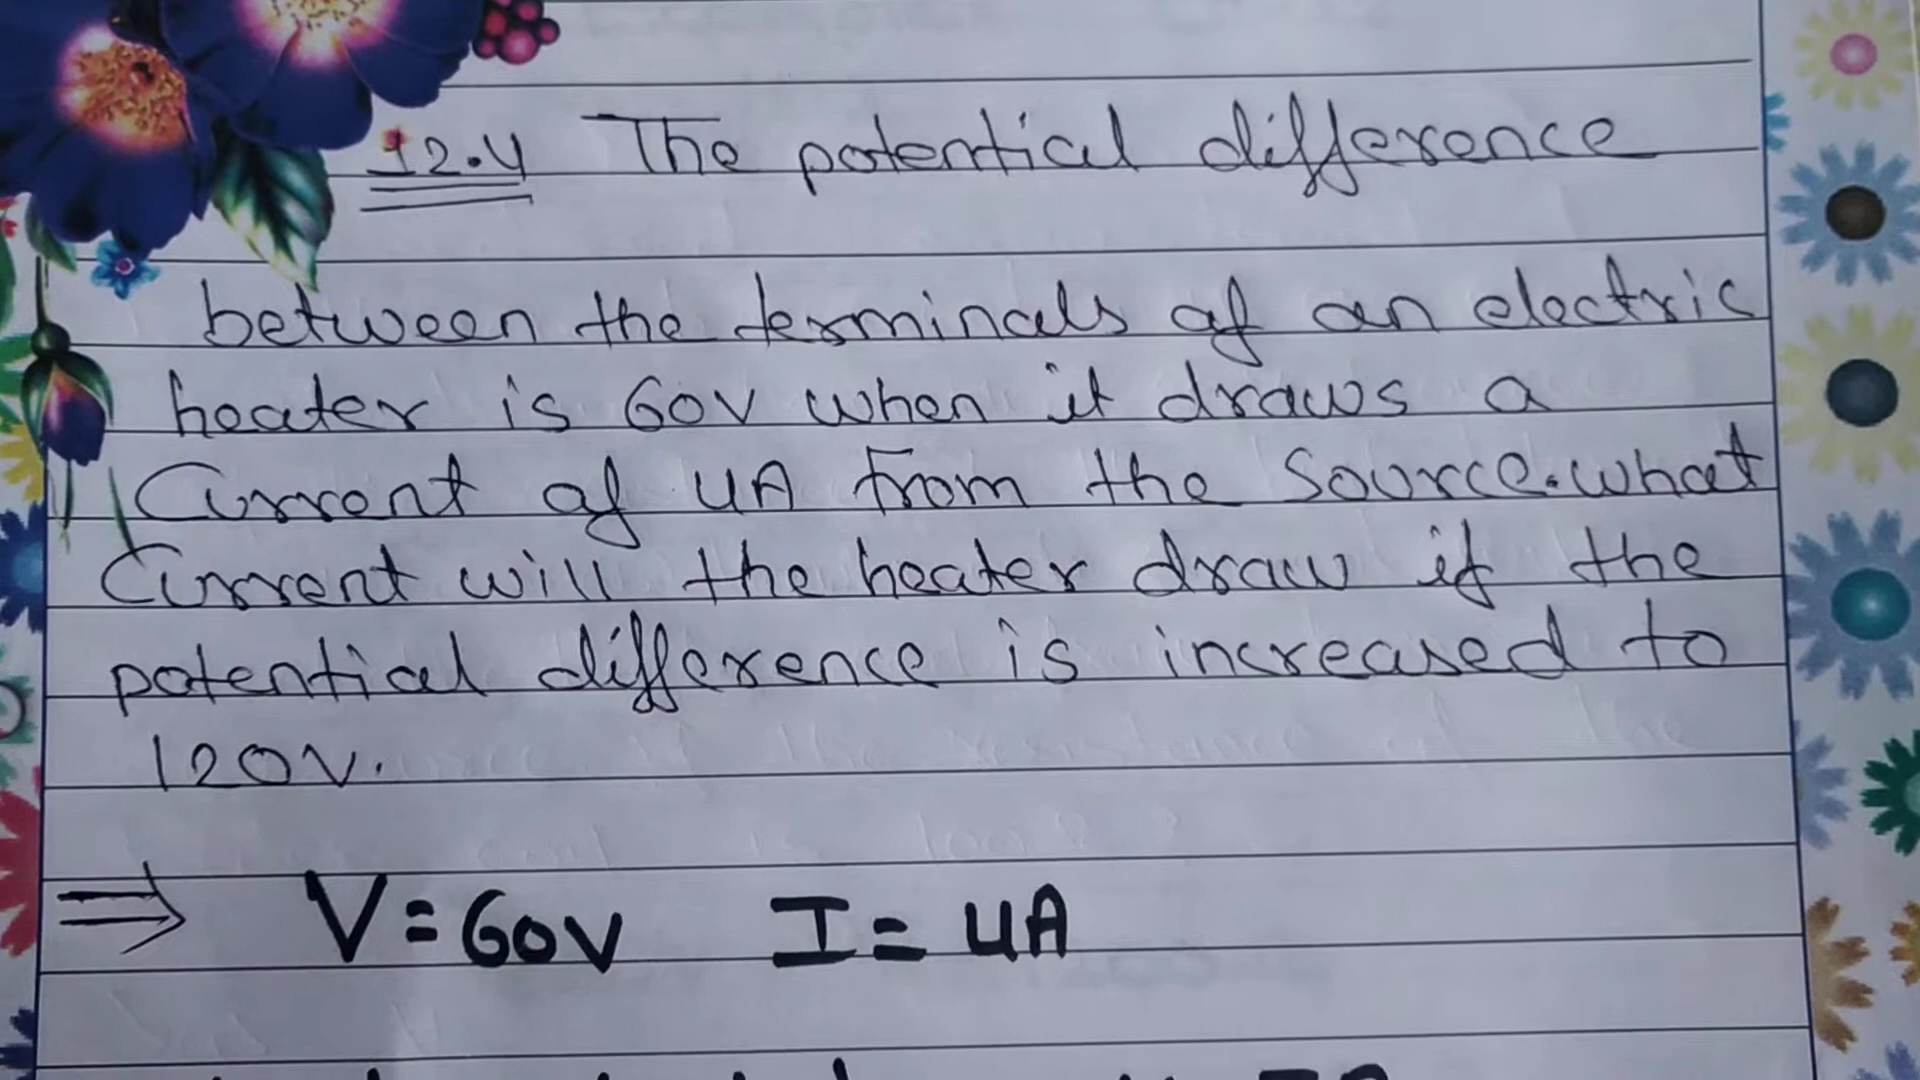 12.4 The potential difference
between the terminals of an electric
heater is 60V when it draws a
Current of 4A from the Source.what
Current will the heater draw if the
potential difference is increased to
120V.
⇒ V=60V I= 4A